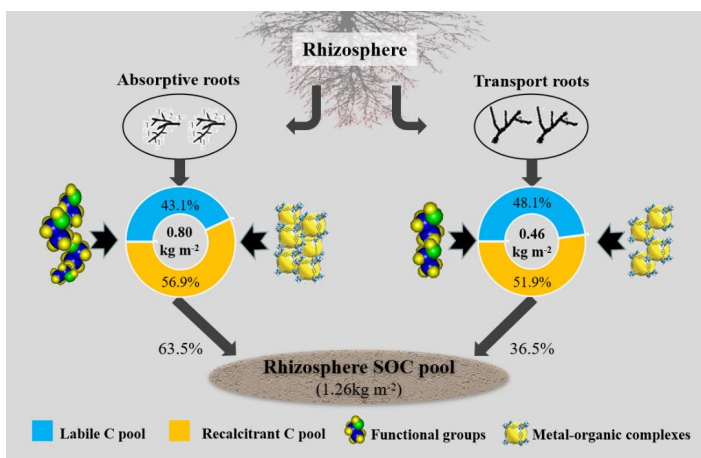 Rhizosphere
Absorptive roots
Transport roots
43.1%
0.80
kg m⁻²
56.9%
48.1%
0.46
kg m⁻²
51.9%
63.5%
36.5%
Rhizosphere SOC pool
(1.26kg m⁻²)
Labile C pool
Recalcitrant C pool
Functional groups
Metal-organic complexes